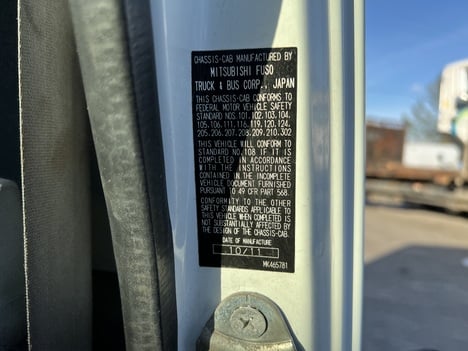 CHASSIS-CAB MANUFACTURED BY
MITSUBISHI FUSO
TRUCK & BUS CORP., JAPAN
THIS CHASSIS-CAB CONFORMS TO
FEDERAL MOTOR VEHICLE SAFETY
STANDARD NOS.101.102.103.104.
105.106.111.116.119.120.124.
205.206.207.208.209.210.302
THIS VEHICLE WILL CONFORM TO
STANDARD NO.108 IF IT IS
COMPLETED IN ACCORDANCE
WITH THE INSTRUCTIONS
CONTAINED IN THE INCOMPLETE
VEHICLE DOCUMENT FURNISHED
PURSUANT TO 49 CFR PART 568.
CONFORMITY TO THE OTHER
SAFETY STANDARDS APPLICABLE TO
THIS VEHICLE WHEN COMPLETED IS
NOT SUBSTANTIALLY AFFECTED BY
THE DESIGN OF THE CHASSIS-CAB.
DATE OF MANUFACTURE
10/11
MK465781